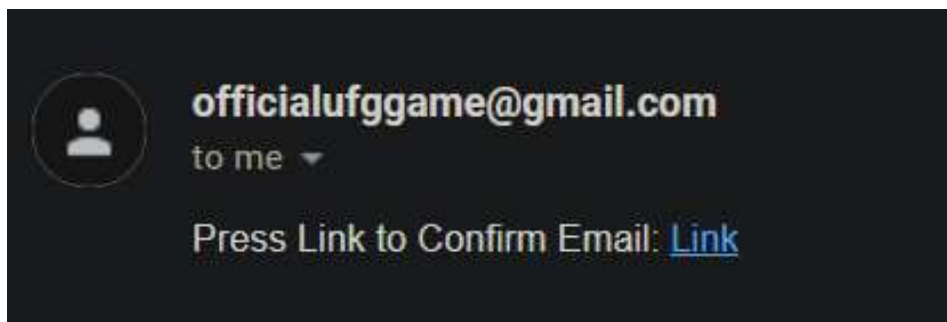 officialufggame@gmail.com
to me
Press Link to Confirm Email: Link